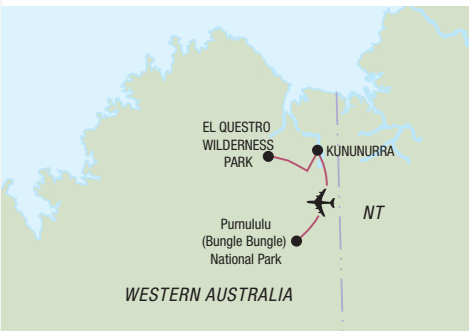 EL QUESTRO
WILDERNESS
PARK
KUNUNURRA
NT
Purnululu
(Bungle Bungle)
National Park
WESTERN AUSTRALIA